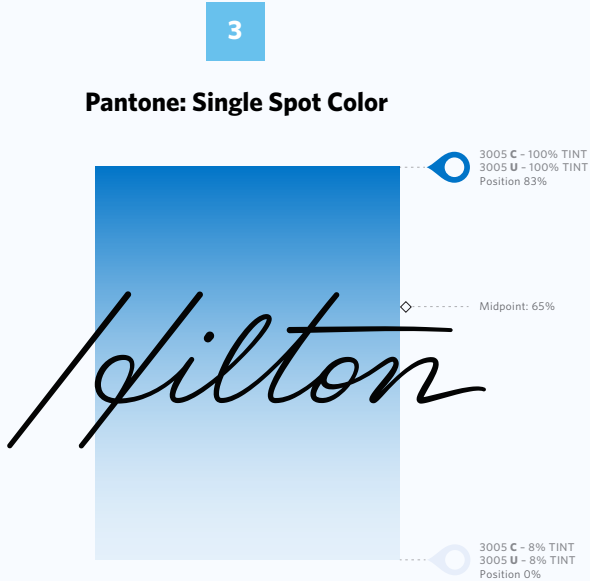 3
Pantone: Single Spot Color
3005 C – 100% TINT
3005 U – 100% TINT
Position 83%
Midpoint: 65%
Hilton
3005 C – 8% TINT
3005 U – 8% TINT
Position 0%